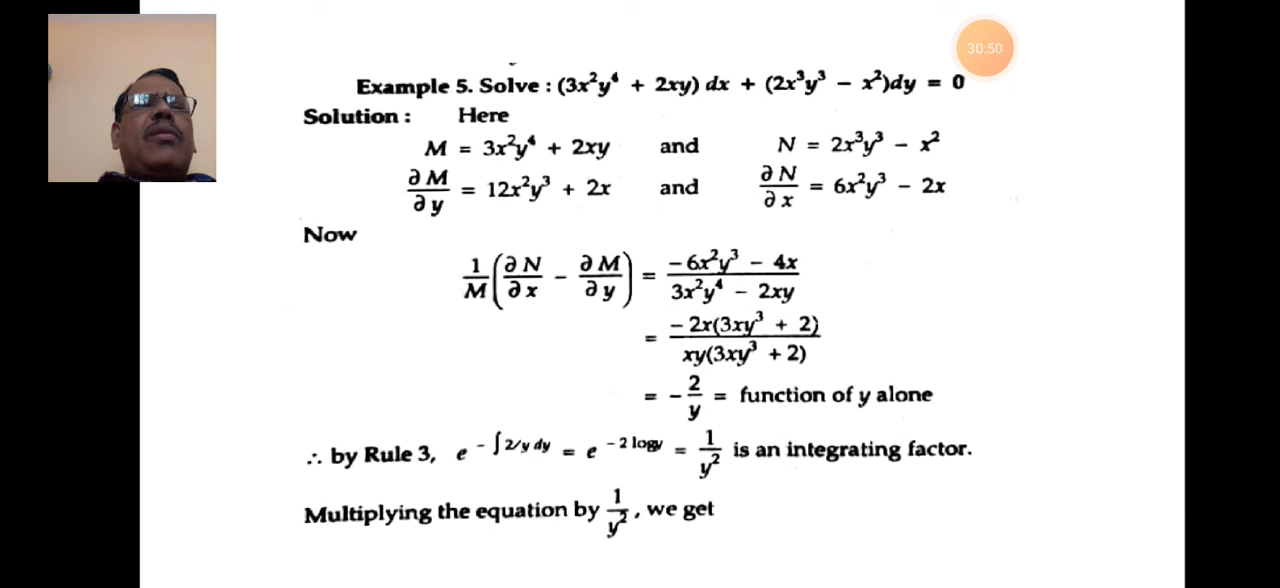 30:50
Example 5. Solve : (3x²y⁴ + 2xy) dx + (2x³y³ − x²)dy = 0
Solution : Here
M = 3x²y⁴ + 2xy and N = 2x³y³ − x²
∂M/∂y = 12x²y³ + 2x and ∂N/∂x = 6x²y³ − 2x
Now
1/M (∂N/∂x − ∂M/∂y) = (−6x²y³ − 4x)/(3x²y⁴ − 2xy)
= −2x(3xy³ + 2)/xy(3xy³ + 2)
= −2/y = function of y alone
∴ by Rule 3, e^(−∫2/y dy) = e^(−2 logy) = 1/y² is an integrating factor.
Multiplying the equation by 1/y², we get